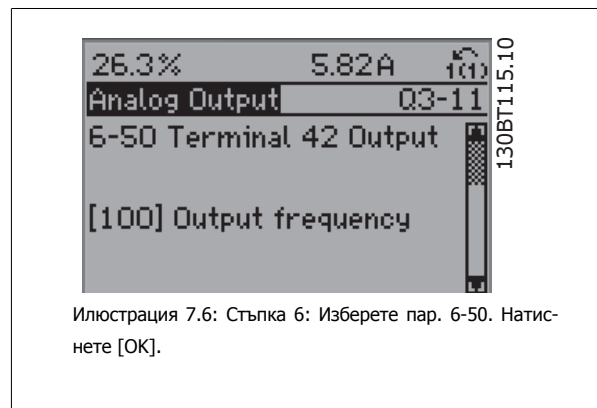 26.3% 5.82A 1(1)
Analog Output Q3-11
6-50 Terminal 42 Output
[100] Output frequency
130BT115.10
Илюстрация 7.6: Стъпка 6: Изберете пар. 6-50. Натис-
нете [OK].